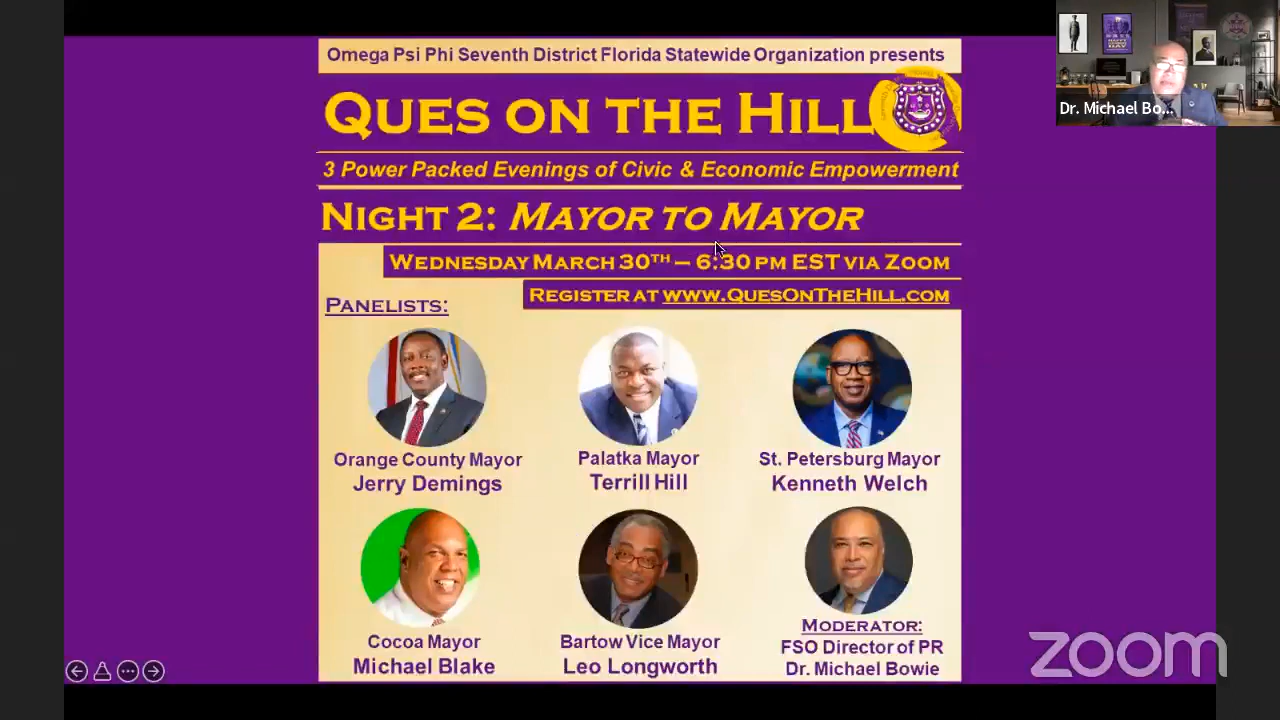 Omega Psi Phi Seventh District Florida Statewide Organization presents
QUES ON THE HILL
3 Power Packed Evenings of Civic & Economic Empowerment
NIGHT 2: MAYOR TO MAYOR
WEDNESDAY MARCH 30TH – 6:30 PM EST VIA ZOOM
REGISTER AT WWW.QUESONTHEHILL.COM
PANELISTS:
Orange County Mayor
Jerry Demings
Palatka Mayor
Terrill Hill
St. Petersburg Mayor
Kenneth Welch
Cocoa Mayor
Michael Blake
Bartow Vice Mayor
Leo Longworth
MODERATOR:
FSO Director of PR
Dr. Michael Bowie
Dr. Michael Bo...
zoom